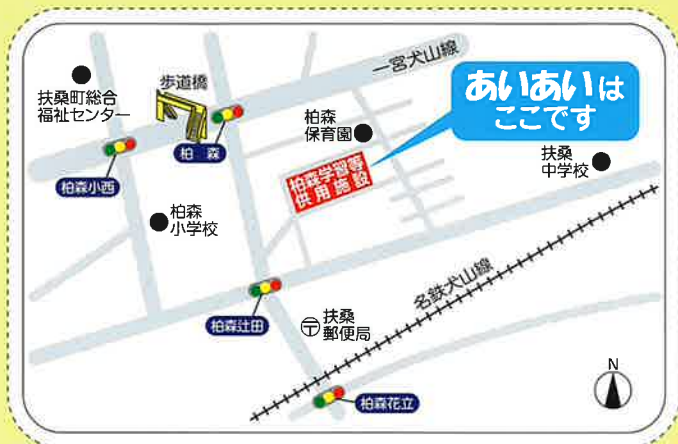 一宮犬山線
歩道橋
扶桑町総合
福祉センター
柏森
柏森
保育園
あいあいは
ここです
柏森小西
扶桑
中学校
柏森学習等
供用施設
柏森
小学校
名鉄犬山線
柏森辻田
〒
扶桑
郵便局
N
柏森花立